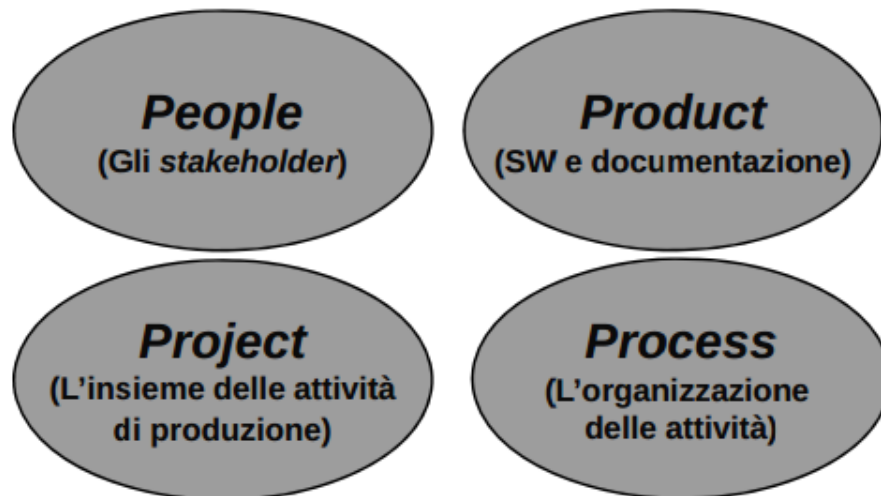 People
(Gli stakeholder)
Product
(SW e documentazione)
Project
(L'insieme delle attività
di produzione)
Process
(L'organizzazione
delle attività)